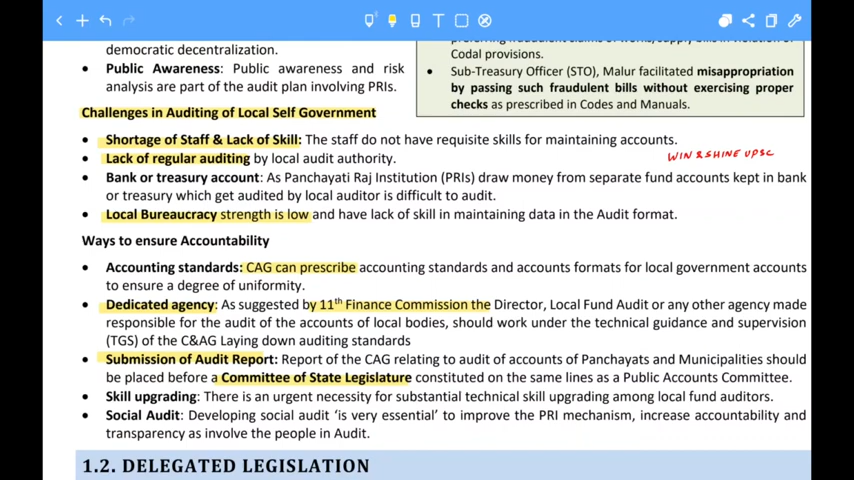 democratic decentralization.
• Public Awareness: Public awareness and risk
analysis are part of the audit plan involving PRIs.
Codal provisions.
• Sub-Treasury Officer (STO), Malur facilitated misappropriation
by passing such fraudulent bills without exercising proper
checks as prescribed in Codes and Manuals.
Challenges in Auditing of Local Self Government
• Shortage of Staff & Lack of Skill: The staff do not have requisite skills for maintaining accounts.
WIN & SHINE UPSC
• Lack of regular auditing by local audit authority.
• Bank or treasury account: As Panchayati Raj Institution (PRIs) draw money from separate fund accounts kept in bank
or treasury which get audited by local auditor is difficult to audit.
• Local Bureaucracy strength is low and have lack of skill in maintaining data in the Audit format.
Ways to ensure Accountability
• Accounting standards: CAG can prescribe accounting standards and accounts formats for local government accounts
to ensure a degree of uniformity.
• Dedicated agency: As suggested by 11th Finance Commission the Director, Local Fund Audit or any other agency made
responsible for the audit of the accounts of local bodies, should work under the technical guidance and supervision
(TGS) of the C&AG Laying down auditing standards
• Submission of Audit Report: Report of the CAG relating to audit of accounts of Panchayats and Municipalities should
be placed before a Committee of State Legislature constituted on the same lines as a Public Accounts Committee.
• Skill upgrading: There is an urgent necessity for substantial technical skill upgrading among local fund auditors.
• Social Audit: Developing social audit ‘is very essential’ to improve the PRI mechanism, increase accountability and
transparency as involve the people in Audit.
1.2. DELEGATED LEGISLATION